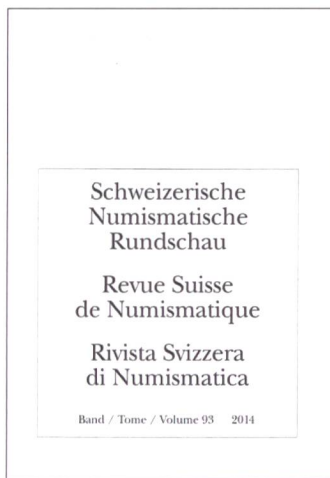 Schweizerische
Numismatische
Rundschau
Revue Suisse
de Numismatique
Rivista Svizzera
di Numismatica
Band / Tome / Volume 93 2014